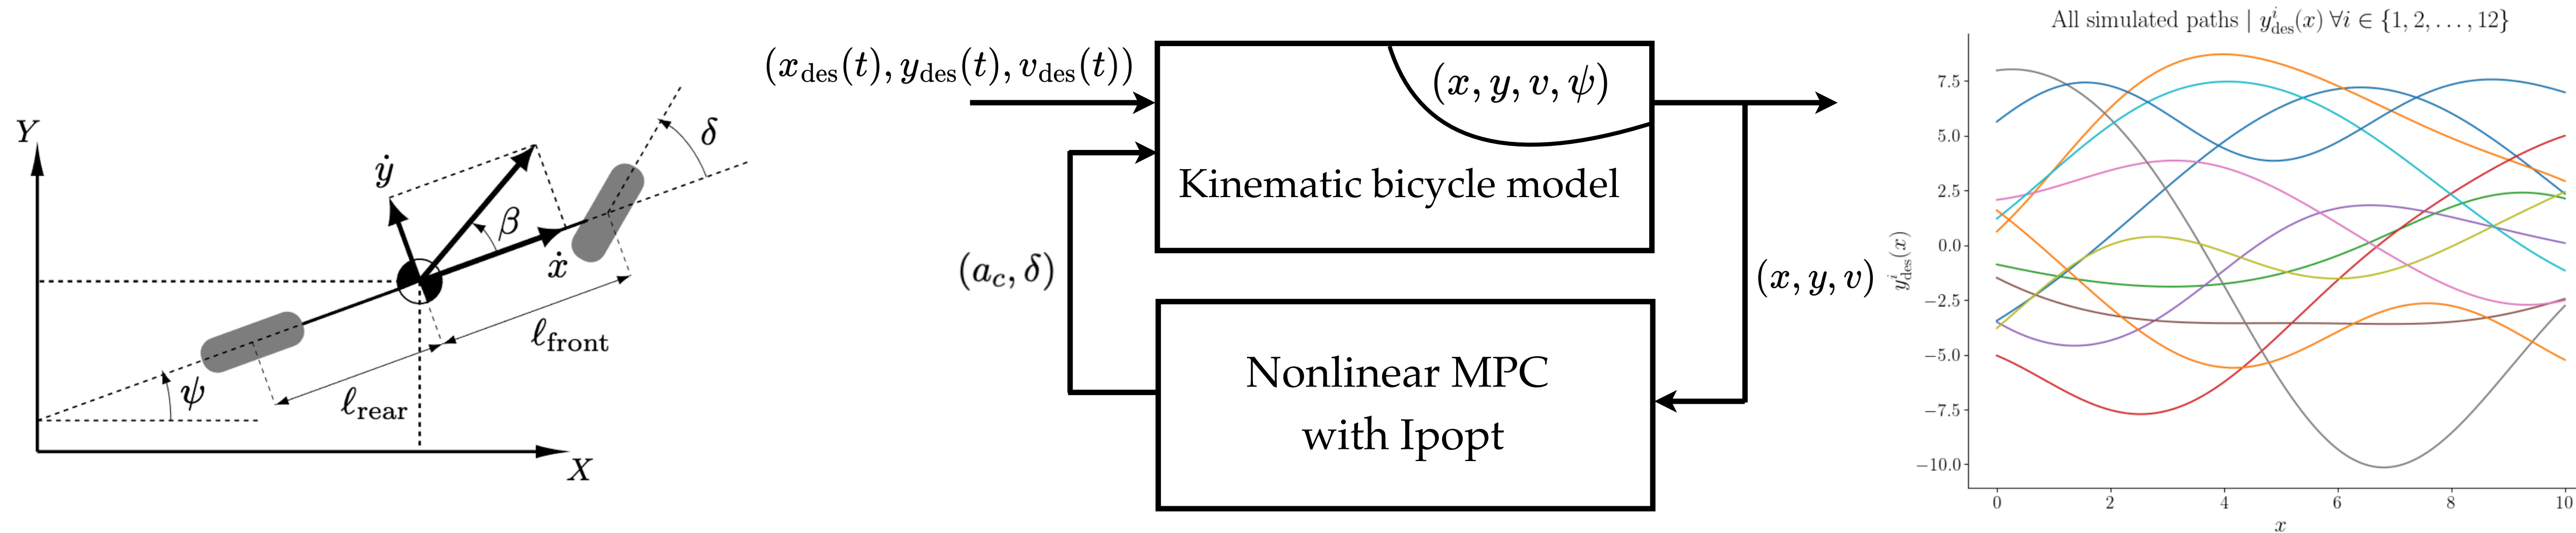 Y
ẏ
β
δ
ẋ
ℓ_front
ℓ_rear
ψ
X
(x_des(t), y_des(t), v_des(t))
(x, y, v, ψ)
Kinematic bicycle model
(a_c, δ)
(x, y, v)
Nonlinear MPC
with Ipopt
All simulated paths | y^i_des(x) ∀i ∈ {1, 2, . . . , 12}
y^i_des(x)
7.5
5.0
2.5
0.0
−2.5
−5.0
−7.5
−10.0
0 2 4 6 8 10
x